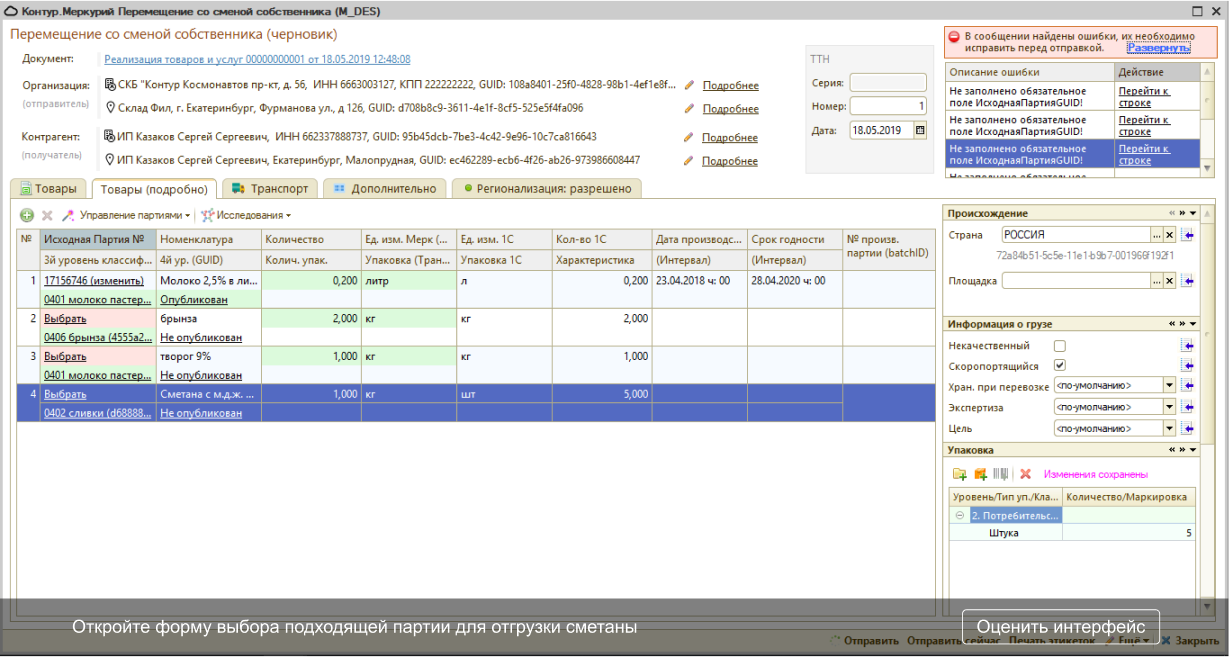 Контур.Меркурий Перемещение со сменой собственника (M_DES)
Перемещение со сменой собственника (черновик)
Документ: Реализация товаров и услуг 00000000001 от 18.05.2019 12:48:08
Организация: СКБ "Контур Космонавтов пр-кт, д. 56, ИНН 6663003127, КПП 222222222, GUID: 108a8401-25f0-4828-98b1-4ef1e8f... Подробнее
(отправитель) Склад Фил, г. Екатеринбург, Фурманова ул., д 126, GUID: d708b8c9-3611-4e1f-8cf5-525e5f4fa096 Подробнее
Контрагент: ИП Казаков Сергей Сергеевич, ИНН 662337888737, GUID: 95b45dcb-7be3-4c42-9e96-10c7ca816643 Подробнее
(получатель) ИП Казаков Сергей Сергеевич, Екатеринбург, Малопрудная, GUID: ec462289-ecb6-4f26-ab26-973986608447 Подробнее
ТТН
Серия:
Номер: 1
Дата: 18.05.2019
В сообщении найдены ошибки, их необходимо
исправить перед отправкой. Развернуть
Описание ошибки Действие
Не заполнено обязательное Перейти к
поле ИсходнаяПартияGUID! строке
Не заполнено обязательное Перейти к
поле ИсходнаяПартияGUID! строке
Не заполнено обязательное Перейти к
поле ИсходнаяПартияGUID! строке
Не заполнено обязательное
Товары Товары (подробно) Транспорт Дополнительно Регионализация: разрешено
Управление партиями Исследования
№ Исходная Партия № Номенклатура Количество Ед. изм. Мерк (... Ед. изм. 1С Кол-во 1С Дата производс... Срок годности № произв.
3й уровень классиф... 4й ур. (GUID) Колич. упак. Упаковка (Тран... Упаковка 1С Характеристика (Интервал) (Интервал) партии (batchID)
1 17156746 (изменить) Молоко 2,5% в ли... 0,200 литр л 0,200 23.04.2018 ч: 00 28.04.2020 ч: 00
0401 молоко пастер... Опубликован
2 Выбрать брынза 2,000 кг кг 2,000
0406 брынза (4555a2... Не опубликован
3 Выбрать творог 9% 1,000 кг кг 1,000
0401 молоко пастер... Не опубликован
4 Выбрать Сметана с м.д.ж. ... 1,000 кг шт 5,000
0402 сливки (d68888... Не опубликован
Происхождение
Страна РОССИЯ ...
72a84b51-5c5e-11e1-b9b7-001966f192f1
Площадка ...
Информация о грузе
Некачественный
Скоропортящийся
Хран. при перевозке <по-умолчанию>
Экспертиза <по-умолчанию>
Цель <по-умолчанию>
Упаковка
Изменения сохранены
Уровень/Тип уп./Кла... Количество/Маркировка
2. Потребительс...
Штука 5
Откройте форму выбора подходящей партии для отгрузки сметаны
Оценить интерфейс
Отправить Отправить сейчас Печать этикеток Ещё Закрыть